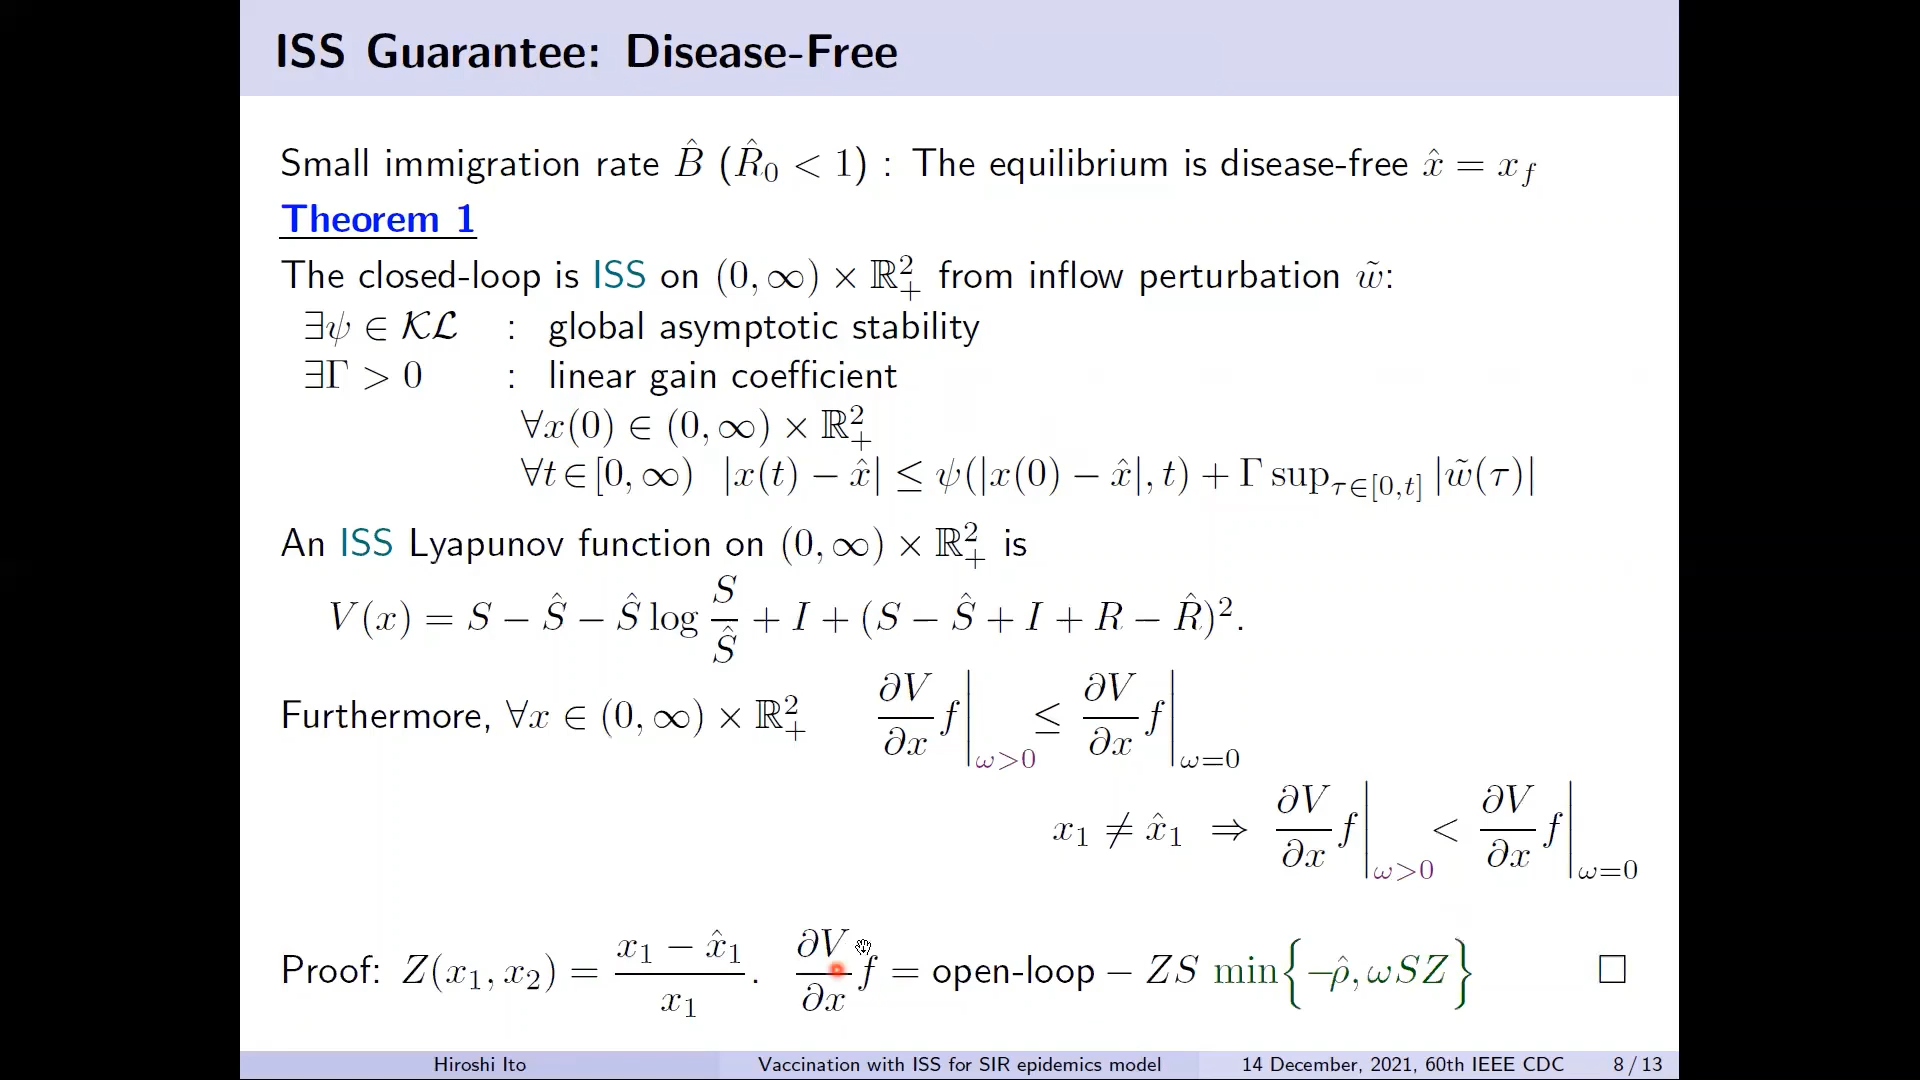 ISS Guarantee: Disease-Free
Small immigration rate B̂ (R̂₀ < 1) : The equilibrium is disease-free x̂ = x_f
Theorem 1
The closed-loop is ISS on (0, ∞) × ℝ²₊ from inflow perturbation w̃:
∃ψ ∈ 𝒦ℒ : global asymptotic stability
∃Γ > 0 : linear gain coefficient
∀x(0) ∈ (0, ∞) × ℝ²₊
∀t ∈ [0, ∞) |x(t) − x̂| ≤ ψ(|x(0) − x̂|, t) + Γ sup_{τ∈[0,t]} |w̃(τ)|
An ISS Lyapunov function on (0, ∞) × ℝ²₊ is
V(x) = S − Ŝ − Ŝ log S/Ŝ + I + (S − Ŝ + I + R − R̂)².
Furthermore, ∀x ∈ (0, ∞) × ℝ²₊ ∂V/∂x f|_{ω>0} ≤ ∂V/∂x f|_{ω=0}
x₁ ≠ x̂₁ ⇒ ∂V/∂x f|_{ω>0} < ∂V/∂x f|_{ω=0}
Proof: Z(x₁, x₂) = (x₁ − x̂₁)/x₁. ∂V/∂x f = open-loop − ZS min{−ρ̂, ωSZ} □
Hiroshi Ito Vaccination with ISS for SIR epidemics model 14 December, 2021, 60th IEEE CDC 8 / 13